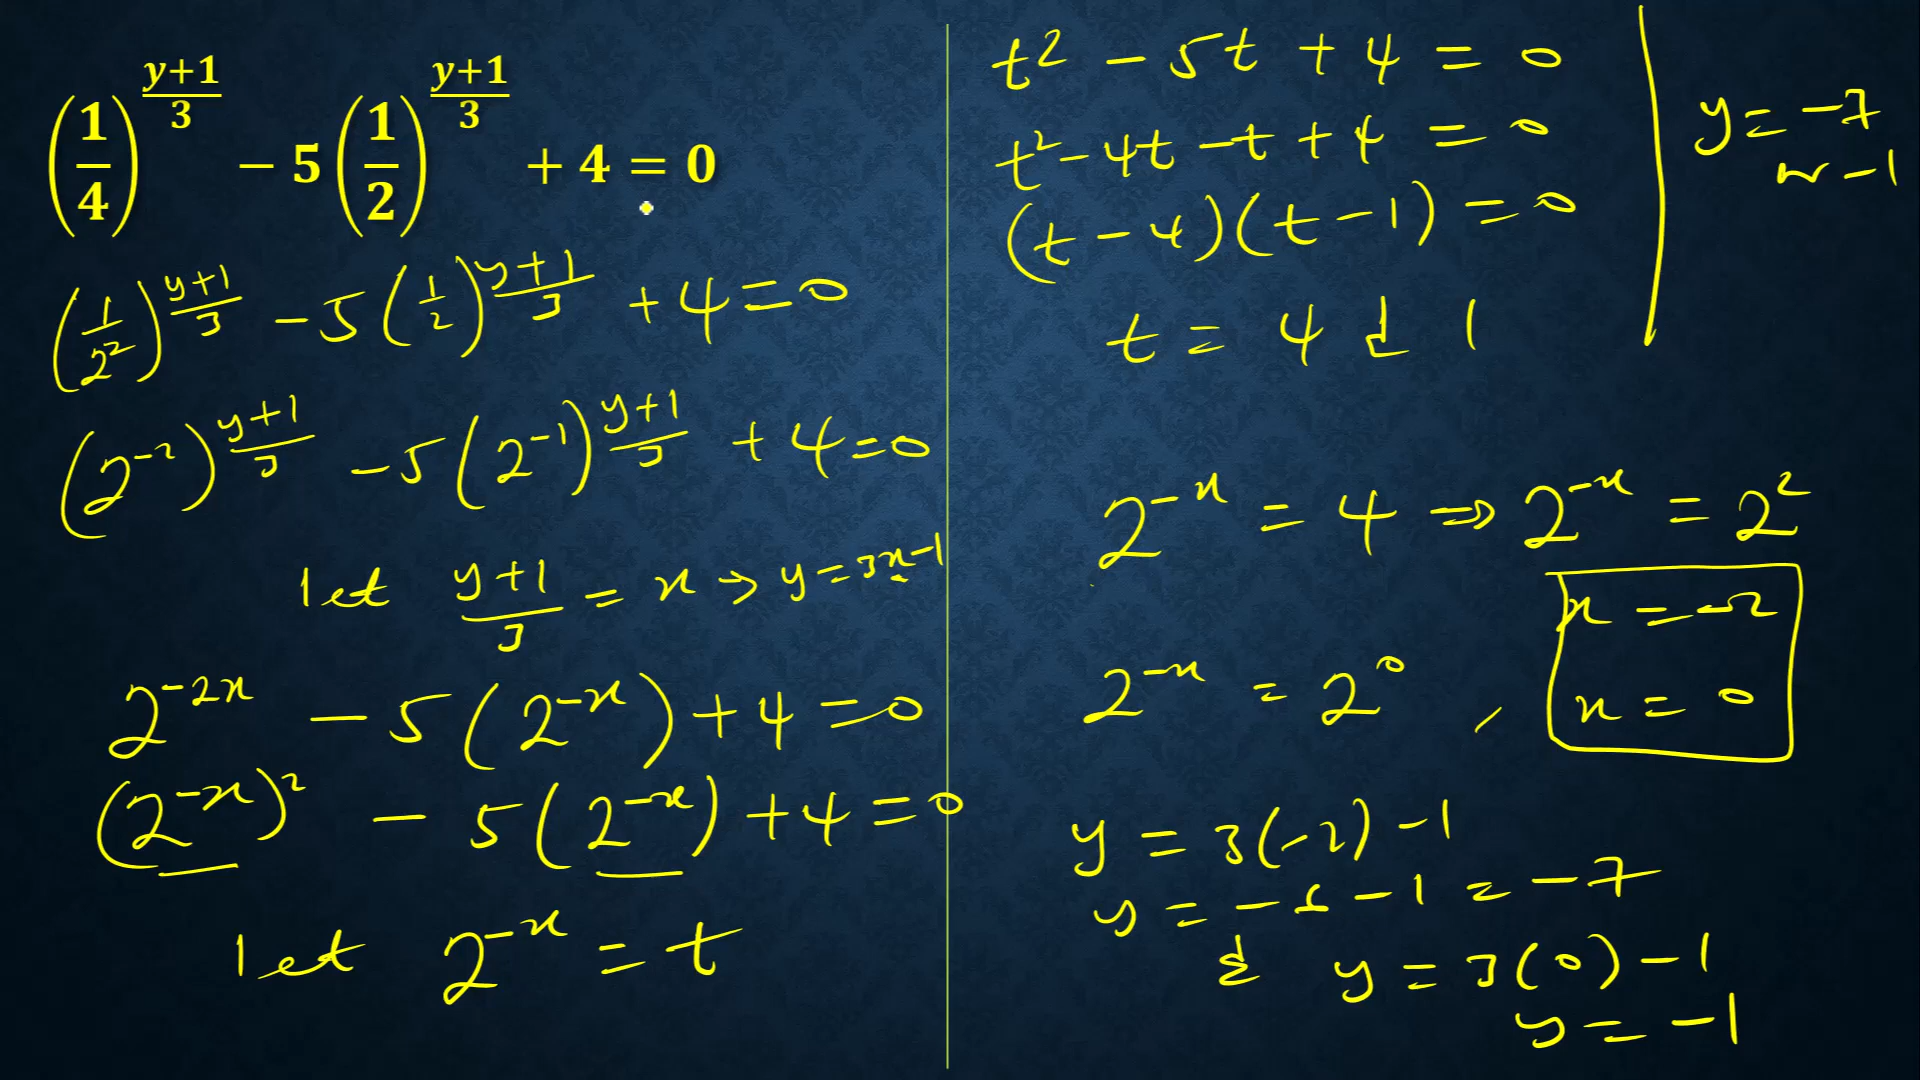 (1/4)^((y+1)/3) − 5(1/2)^((y+1)/3) + 4 = 0
(1/2²)^((y+1)/3) − 5(1/2)^((y+1)/3) + 4 = 0
(2⁻²)^((y+1)/3) − 5(2⁻¹)^((y+1)/3) + 4 = 0
let (y+1)/3 = x → y = 3x − 1
2^(−2x) − 5(2^(−x)) + 4 = 0
(2^(−x))² − 5(2^(−x)) + 4 = 0
let 2^(−x) = t
t² − 5t + 4 = 0
t² − 4t − t + 4 = 0
(t − 4)(t − 1) = 0
t = 4 & 1
2^(−x) = 4 ⇒ 2^(−x) = 2²
x = −2
2^(−x) = 2⁰ , x = 0
y = 3(−2) − 1
y = −6 − 1 = −7
& y = 3(0) − 1
y = −1
y = −7
or −1